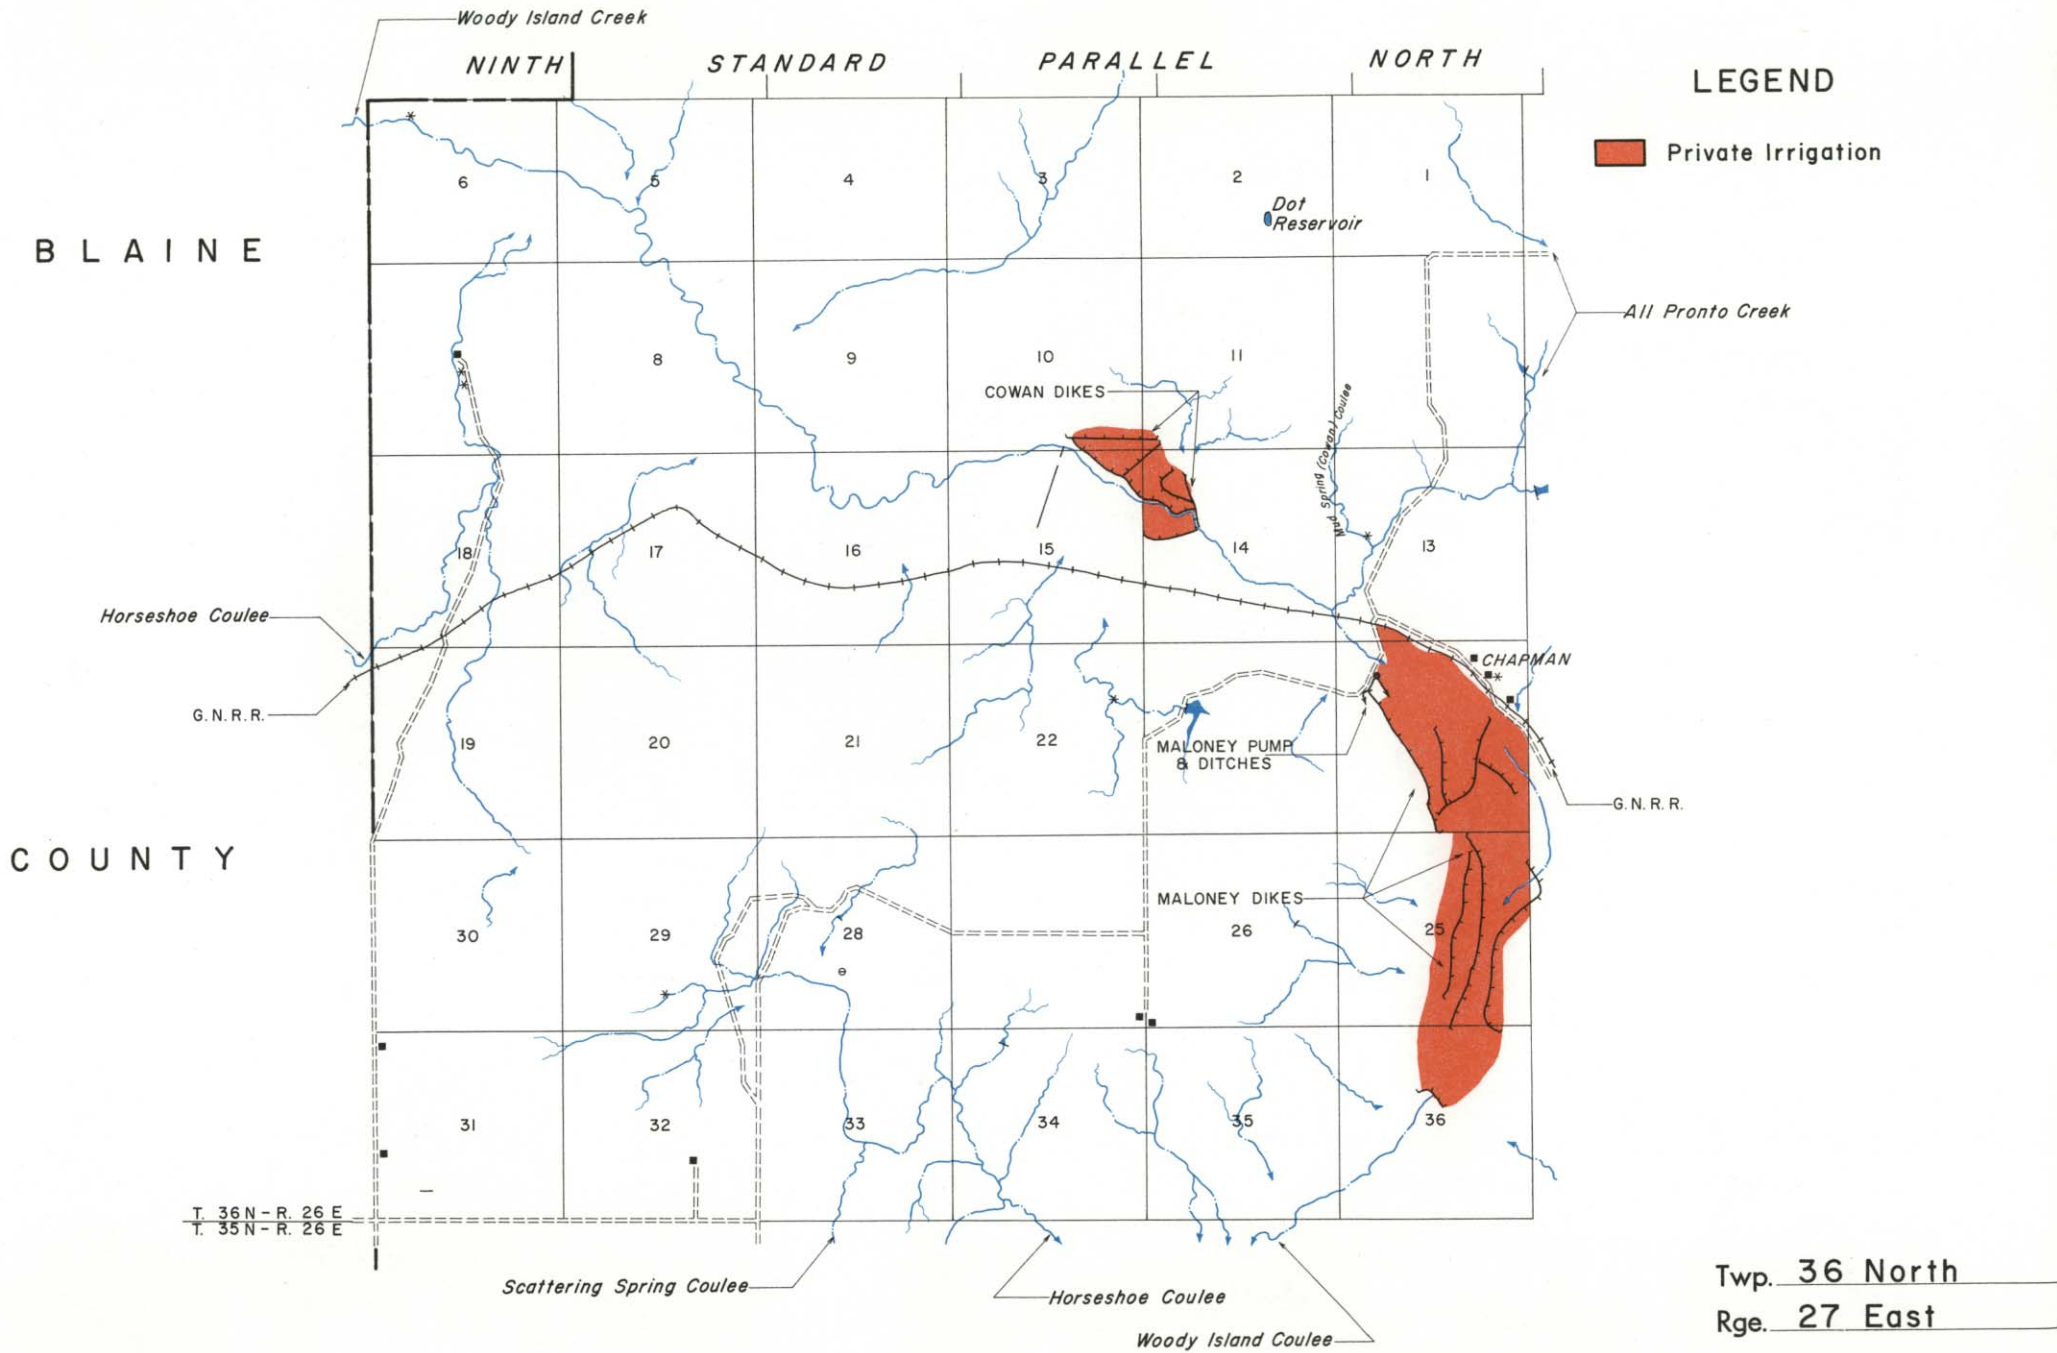 Woody Island Creek
NINTH STANDARD PARALLEL NORTH
LEGEND
Private Irrigation
6 5 4 3 2 1
Dot
Reservoir
BLAINE
All Pronto Creek
8 9 10 11
COWAN DIKES
Mud Spring (Cowan) Coulee
18 17 16 15 14 13
Horseshoe Coulee
CHAPMAN
G.N.R.R.
19 20 21 22
MALONEY PUMP
& DITCHES
G.N.R.R.
COUNTY
MALONEY DIKES
30 29 28 26 25
31 32 33 34 35 36
T. 36N - R. 26 E
T. 35N - R. 26 E
Scattering Spring Coulee
Horseshoe Coulee
Woody Island Coulee
Twp. 36 North
Rge. 27 East